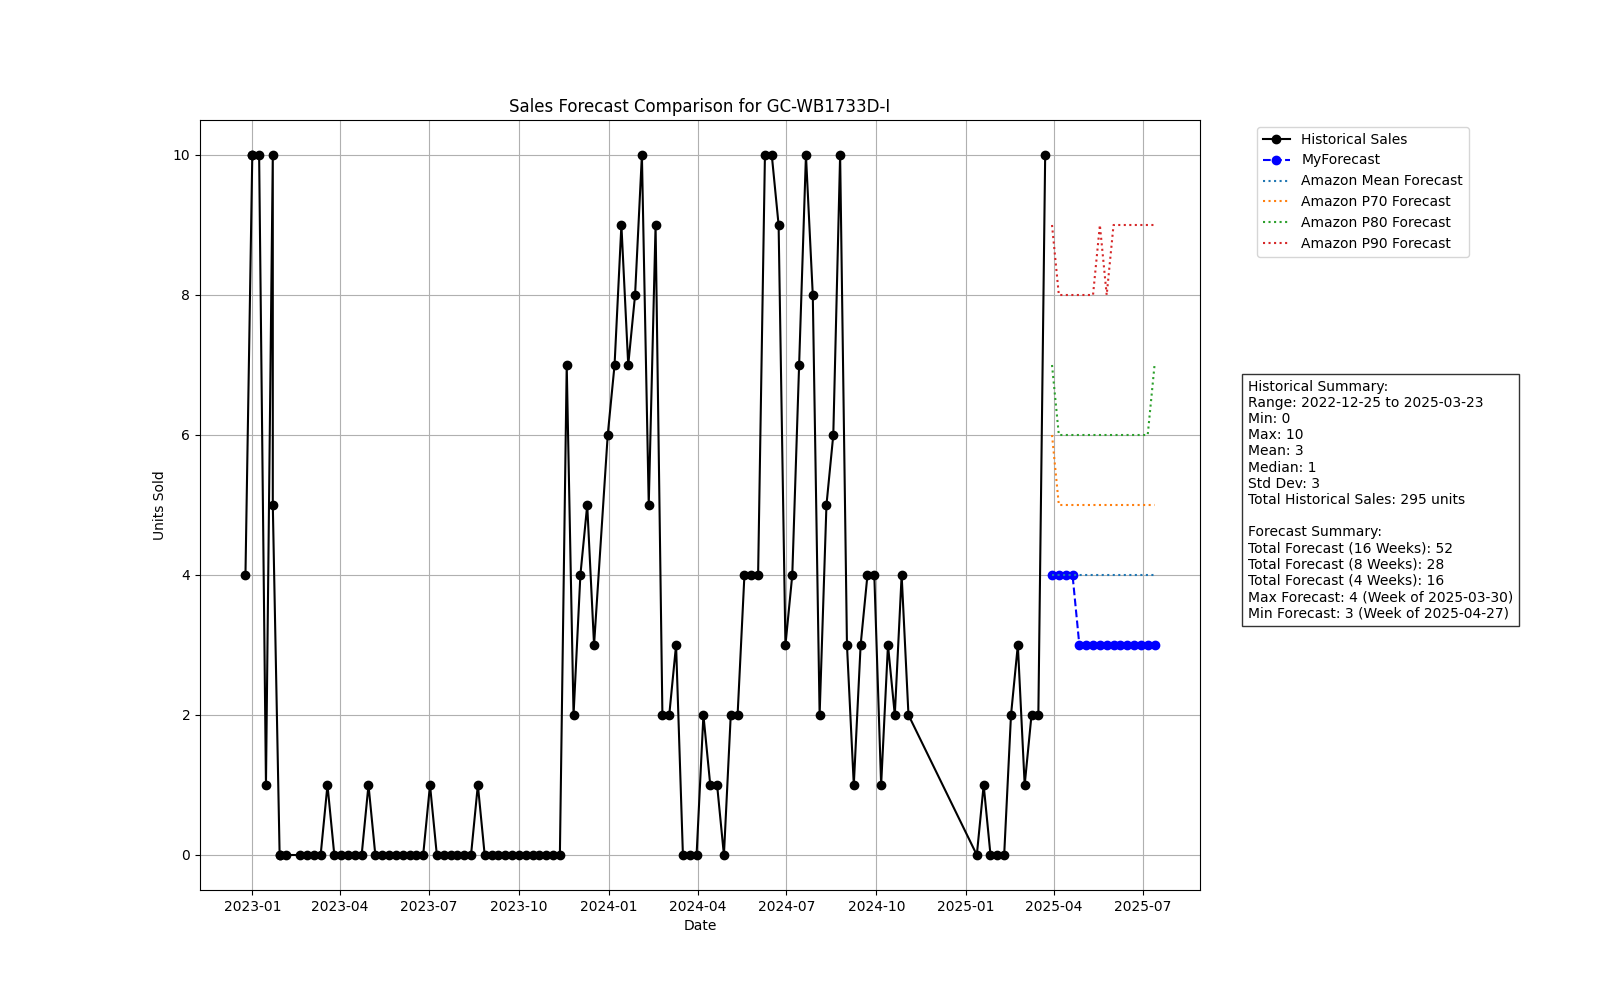 Sales Forecast Comparison for GC-WB1733D-I
Units Sold
10
8
6
4
2
0
2023-01
2023-04
2023-07
2023-10
2024-01
2024-04
2024-07
2024-10
2025-01
2025-04
2025-07
Date
Historical Sales
MyForecast
Amazon Mean Forecast
Amazon P70 Forecast
Amazon P80 Forecast
Amazon P90 Forecast
Historical Summary:
Range: 2022-12-25 to 2025-03-23
Min: 0
Max: 10
Mean: 3
Median: 1
Std Dev: 3
Total Historical Sales: 295 units
Forecast Summary:
Total Forecast (16 Weeks): 52
Total Forecast (8 Weeks): 28
Total Forecast (4 Weeks): 16
Max Forecast: 4 (Week of 2025-03-30)
Min Forecast: 3 (Week of 2025-04-27)